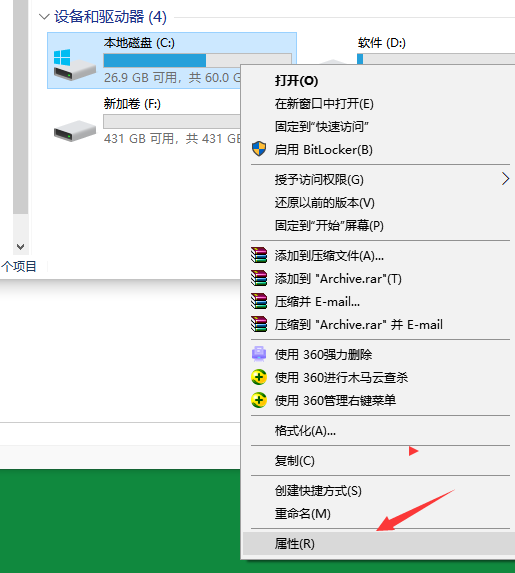 设备和驱动器 (4)
本地磁盘 (C:)
26.9 GB 可用，共 60.0 G
软件 (D:)
新加卷 (F:)
431 GB 可用，共 431 GB
个项目
打开(O)
在新窗口中打开(E)
固定到"快速访问"
启用 BitLocker(B)
授予访问权限(G)
还原以前的版本(V)
固定到"开始"屏幕(P)
添加到压缩文件(A)...
添加到 "Archive.rar"(T)
压缩并 E-mail...
压缩到 "Archive.rar" 并 E-mail
使用 360强力删除
使用 360进行木马云查杀
使用 360管理右键菜单
格式化(A)...
复制(C)
创建快捷方式(S)
重命名(M)
属性(R)